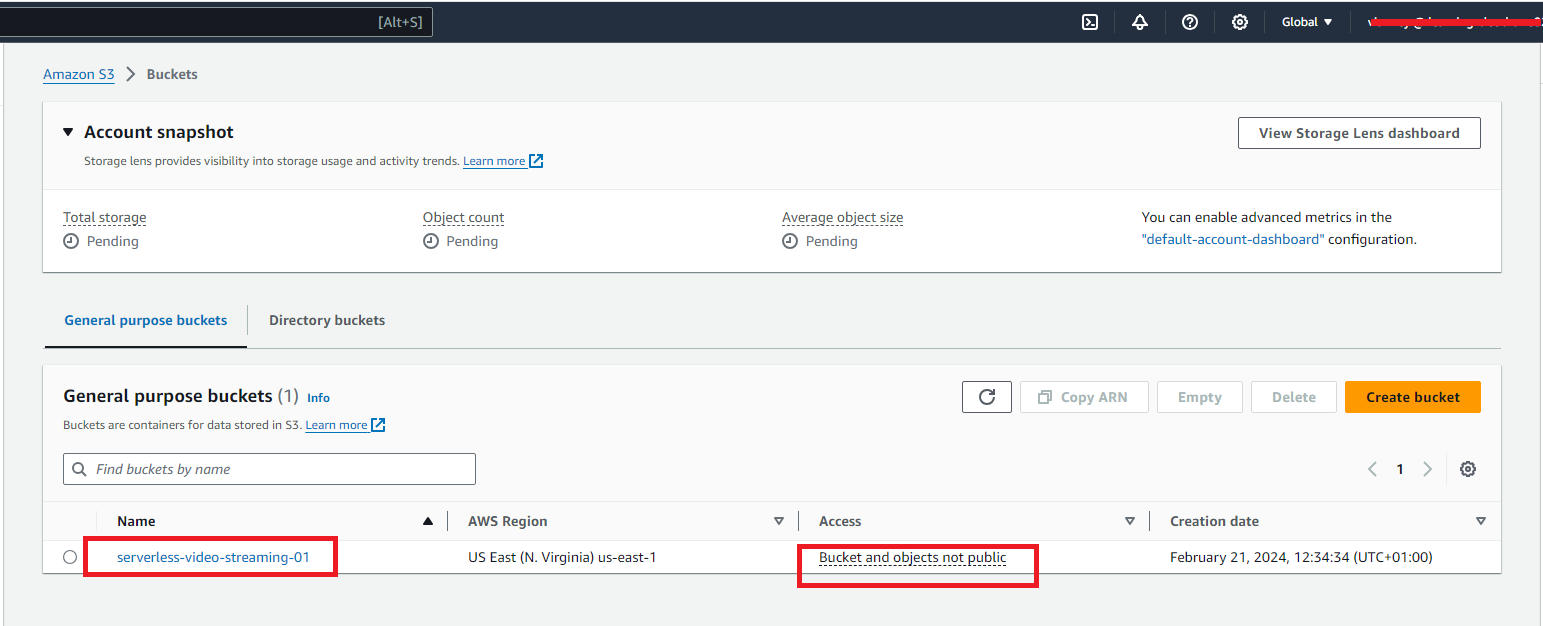 [Alt+S]
Global
Amazon S3 > Buckets
Account snapshot
View Storage Lens dashboard
Storage lens provides visibility into storage usage and activity trends. Learn more
Total storage
Pending
Object count
Pending
Average object size
Pending
You can enable advanced metrics in the
"default-account-dashboard" configuration.
General purpose buckets
Directory buckets
General purpose buckets (1) Info
Buckets are containers for data stored in S3. Learn more
Copy ARN
Empty
Delete
Create bucket
Find buckets by name
1
Name
AWS Region
Access
Creation date
serverless-video-streaming-01
US East (N. Virginia) us-east-1
Bucket and objects not public
February 21, 2024, 12:34:34 (UTC+01:00)